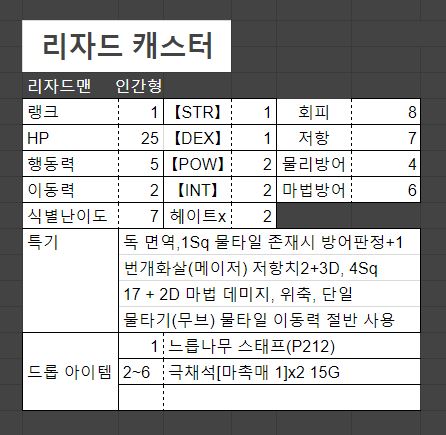 리자드 캐스터
리자드맨 인간형
랭크 1 【STR】 1 회피 8
HP 25 【DEX】 1 저항 7
행동력 5 【POW】 2 물리방어 4
이동력 2 【INT】 2 마법방어 6
식별난이도 7 헤이트x 2
특기 독 면역,1Sq 물타일 존재시 방어판정+1
번개화살(메이저) 저항치2+3D, 4Sq
17 + 2D 마법 데미지, 위축, 단일
물타기(무브) 물타일 이동력 절반 사용
1 느릅나무 스태프(P212)
드롭 아이템 2~6 극채석[마촉매 1]x2 15G